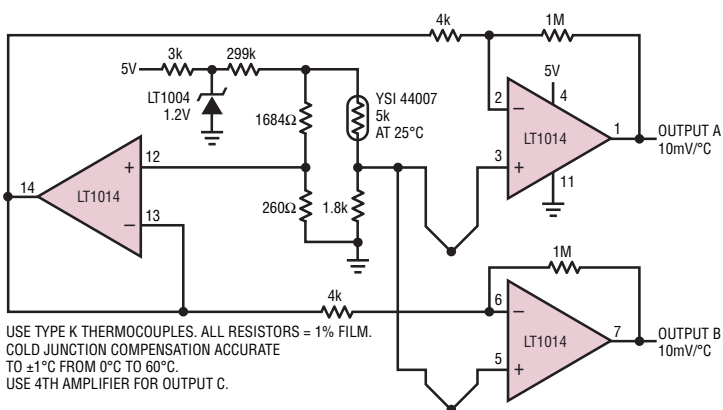 4k
1M
3k
299k
5V
LT1004
1.2V
1684Ω
YSI 44007
5k
AT 25°C
5V
2
4
–
LT1014
1
OUTPUT A
10mV/°C
3
+
11
12
+
14
LT1014
13
–
260Ω
1.8k
1M
4k
6
–
LT1014
7
OUTPUT B
10mV/°C
5
+
USE TYPE K THERMOCOUPLES. ALL RESISTORS = 1% FILM.
COLD JUNCTION COMPENSATION ACCURATE
TO ±1°C FROM 0°C TO 60°C.
USE 4TH AMPLIFIER FOR OUTPUT C.